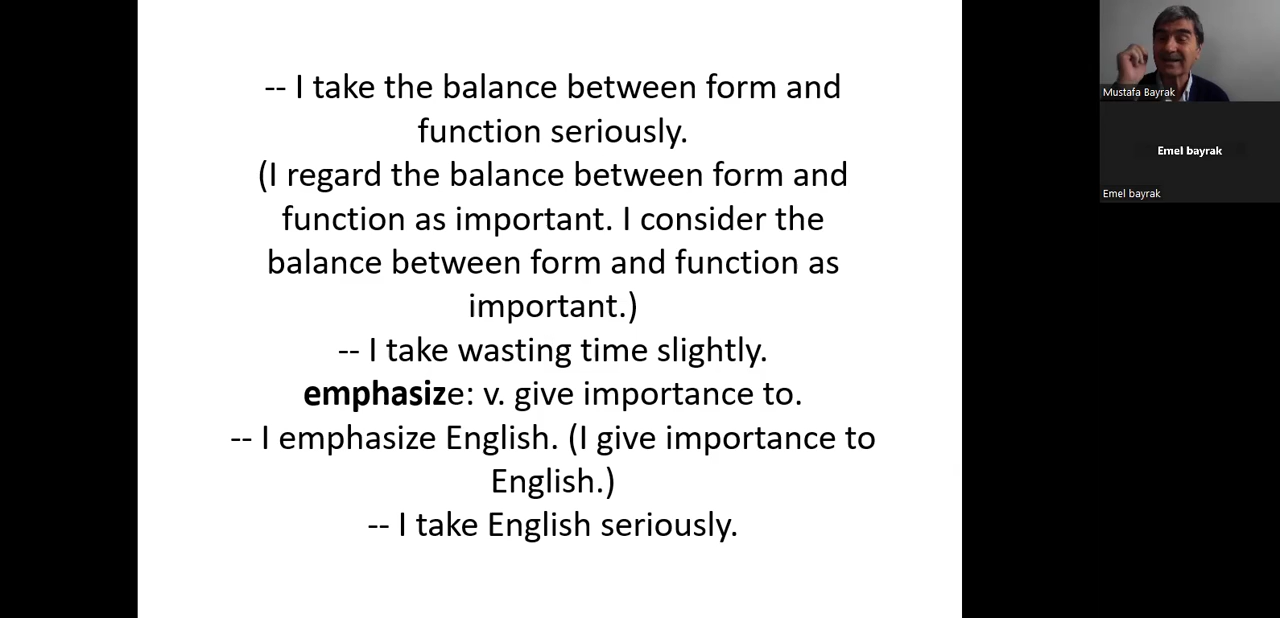 -- I take the balance between form and
function seriously.
(I regard the balance between form and
function as important. I consider the
balance between form and function as
important.)
-- I take wasting time slightly.
emphasize: v. give importance to.
-- I emphasize English. (I give importance to
English.)
-- I take English seriously.
Mustafa Bayrak
Emel bayrak
Emel bayrak